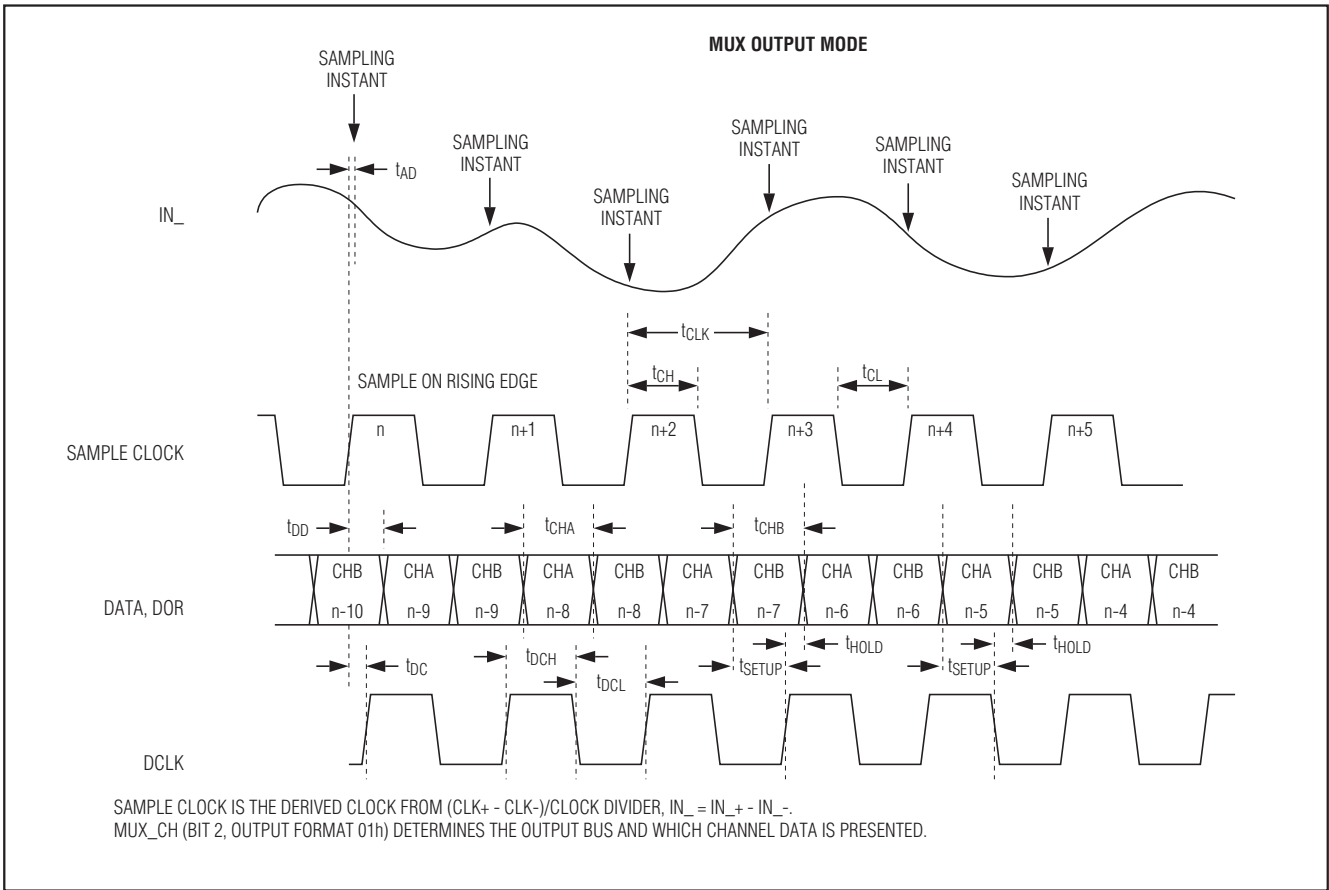 MUX OUTPUT MODE
SAMPLING
INSTANT
SAMPLING
INSTANT
SAMPLING
INSTANT
SAMPLING
INSTANT
SAMPLING
INSTANT
SAMPLING
INSTANT
tAD
IN_
tCLK
SAMPLE ON RISING EDGE
tCH
tCL
SAMPLE CLOCK
n
n+1
n+2
n+3
n+4
n+5
tDD
tCHA
tCHB
DATA, DOR
CHB CHA CHB CHA CHB CHA CHB CHA CHB CHA CHB CHA CHB
n-10 n-9 n-9 n-8 n-8 n-7 n-7 n-6 n-6 n-5 n-5 n-4 n-4
tDC
tDCH
tDCL
tSETUP
tHOLD
tSETUP
tHOLD
DCLK
SAMPLE CLOCK IS THE DERIVED CLOCK FROM (CLK+ - CLK-)/CLOCK DIVIDER, IN_ = IN_+ - IN_-.
MUX_CH (BIT 2, OUTPUT FORMAT 01h) DETERMINES THE OUTPUT BUS AND WHICH CHANNEL DATA IS PRESENTED.